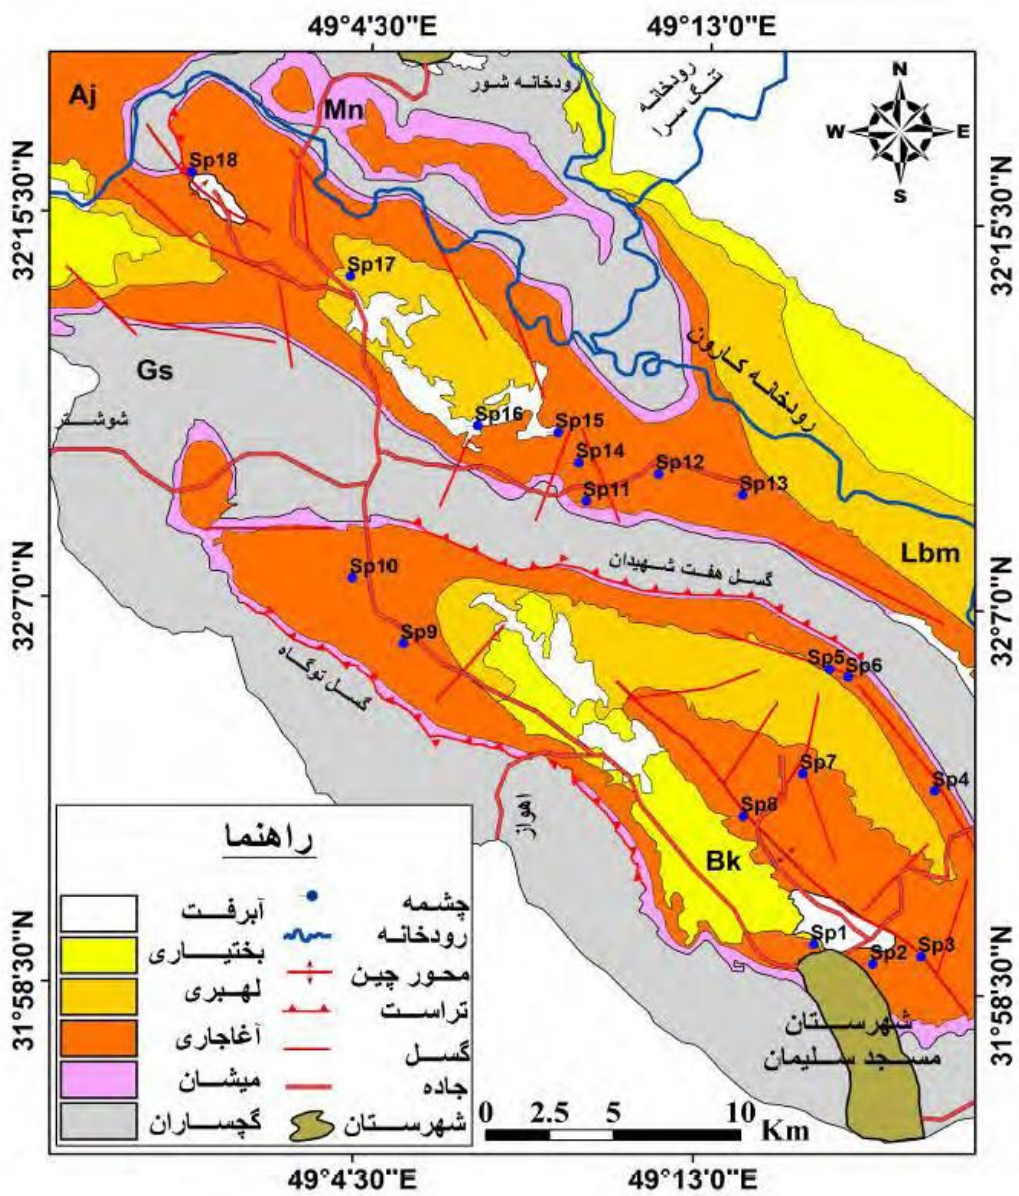 49°4'30"E
49°13'0"E
32°15'30"N
32°15'30"N
32°7'0"N
32°7'0"N
31°58'30"N
31°58'30"N
49°4'30"E
49°13'0"E
N
W
E
S
Aj
Mn
رودخانه شور
رودخانه
تنگ سرا
Sp18
Sp17
Gs
شوشتر
رودخانه کارون
Sp16
Sp15
Sp14
Sp12
Sp11
Sp13
Lbm
گسل هفت شهیدان
Sp10
Sp9
گسل توگاه
Sp5
Sp6
Sp7
Sp4
Sp8
اهواز
Bk
Sp1
Sp2
Sp3
شهرستان
مسجد سلیمان
راهنما
چشمه
رودخانه
محور چین
تراست
گسل
جاده
شهرستان
آبرفت
بختیاری
لهبری
آغاجاری
میشان
گچساران
0 2.5 5 10
Km